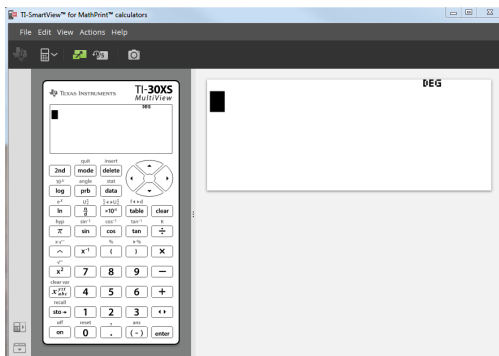 TI-SmartView™ for MathPrint™ calculators
File Edit View Actions Help
TEXAS INSTRUMENTS TI-30XS
MultiView
DEG
DEG
quit insert
2nd mode delete
10ˣ angle stat
log prb data
eˣ f◄►d
ln n/d ×10ⁿ table clear
hyp sin⁻¹ cos⁻¹ tan⁻¹ K
π sin cos tan ÷
% ►%
^ x⁻¹ ( ) ×
x² 7 8 9 −
clear var
4 5 6 +
recall
sto→ 1 2 3 ◄►
off reset , ans
on 0 . (−) enter